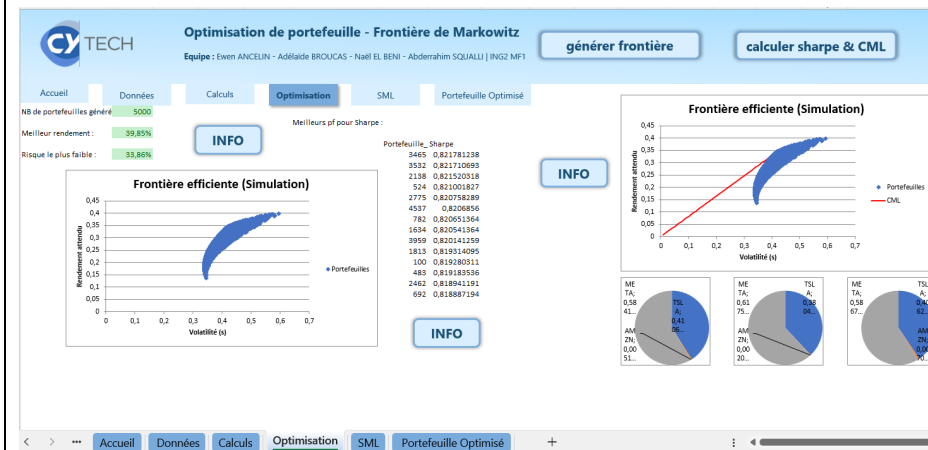 CY TECH
Optimisation de portefeuille - Frontière de Markowitz
Equipe : Ewen ANCELIN - Adélaïde BROUCAS - Naël EL BENI - Abderrahim SQUALLI | ING2 MF1
générer frontière
calculer sharpe & CML
Accueil
Données
Calculs
Optimisation
SML
Portefeuille Optimisé
NB de portefeuilles généré
5000
Meilleur rendement :
39,85%
Risque le plus faible :
33,86%
INFO
Meilleurs pf pour Sharpe :
Portefeuille_ Sharpe
3465 0,821781238
3532 0,821710693
2138 0,821520318
524 0,821001827
2775 0,820758289
4537 0,8206856
782 0,820651364
1634 0,820541364
3959 0,820141259
1813 0,819314095
100 0,819280311
483 0,819183536
2462 0,818941191
692 0,818887194
INFO
INFO
Frontière efficiente (Simulation)
Rendement attendu
0,45
0,4
0,35
0,3
0,25
0,2
0,15
0,1
0,05
0
0 0,1 0,2 0,3 0,4 0,5 0,6 0,7
Volatilité (s)
Portefeuilles
Frontière efficiente (Simulation)
Rendement attendu
0,45
0,4
0,35
0,3
0,25
0,2
0,15
0,1
0,05
0
0 0,1 0,2 0,3 0,4 0,5 0,6 0,7
Volatilité (s)
Portefeuilles
CML
ME
TA;
0,58
41...
TSL
A;
0,41
AM
ZN;
0,00
51...
ME
TA;
0,61
75...
TSL
A;
04...
AM
ZN;
0,00
20...
ME
TA;
0,58
67...
TSL
A;
0,40
62...
AM
ZN;
0,00
70...
Accueil
Données
Calculs
Optimisation
SML
Portefeuille Optimisé
+